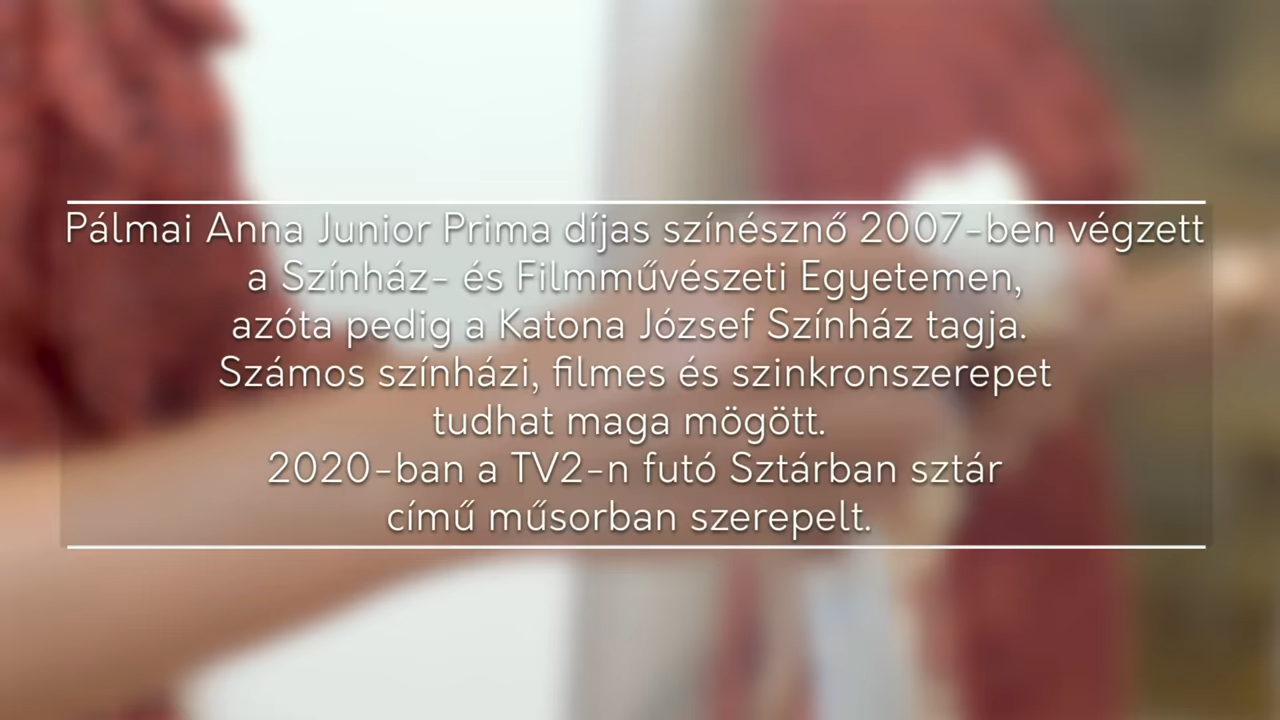 Pálmai Anna Junior Prima díjas színésznő 2007-ben végzett
a Színház- és Filmművészeti Egyetemen,
azóta pedig a Katona József Színház tagja.
Számos színházi, filmes és szinkronszerepet
tudhat maga mögött.
2020-ban a TV2-n futó Sztárban sztár
című műsorban szerepelt.